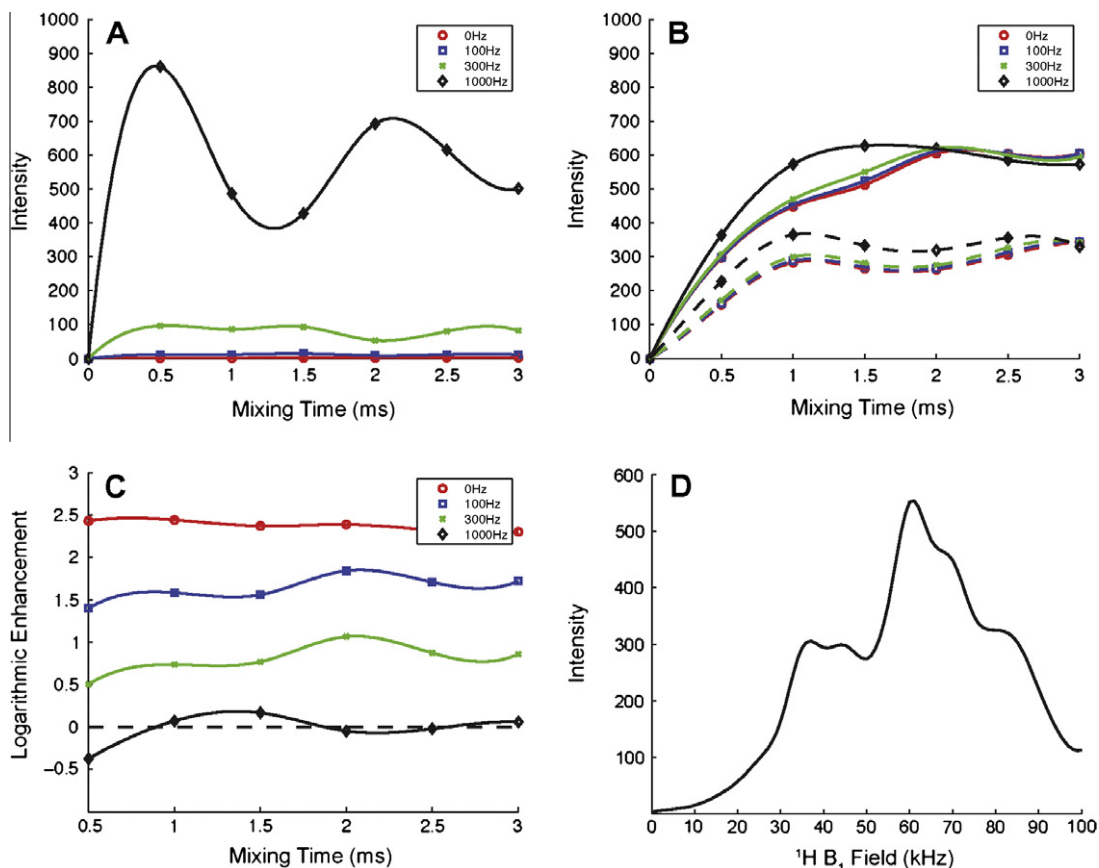 A
1000
900
800
700
600
500
400
300
200
100
0
Intensity
0Hz
100Hz
300Hz
1000Hz
0 0.5 1 1.5 2 2.5 3
Mixing Time (ms)
B
1000
900
800
700
600
500
400
300
200
100
0
Intensity
0Hz
100Hz
300Hz
1000Hz
0 0.5 1 1.5 2 2.5 3
Mixing Time (ms)
C
3
2.5
2
1.5
1
0.5
0
−0.5
Logarithmic Enhancement
0Hz
100Hz
300Hz
1000Hz
0.5 1 1.5 2 2.5 3
Mixing Time (ms)
D
600
500
400
300
200
100
Intensity
0 10 20 30 40 50 60 70 80 90 100
¹H B₁ Field (kHz)